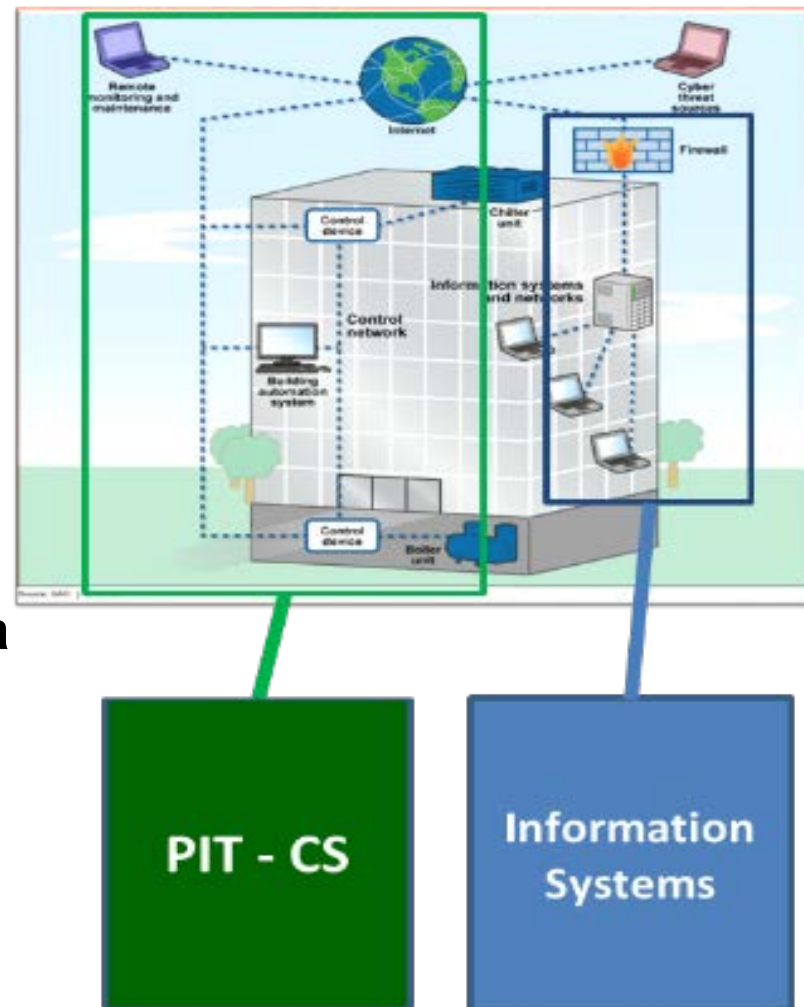 Remote
monitoring and
maintenance
Internet
Cyber
threat
sources
Firewall
Control
device
Chiller
unit
Information systems
and networks
Control
network
Building
automation
system
Control
device
Boiler
unit
a
PIT - CS
Information
Systems